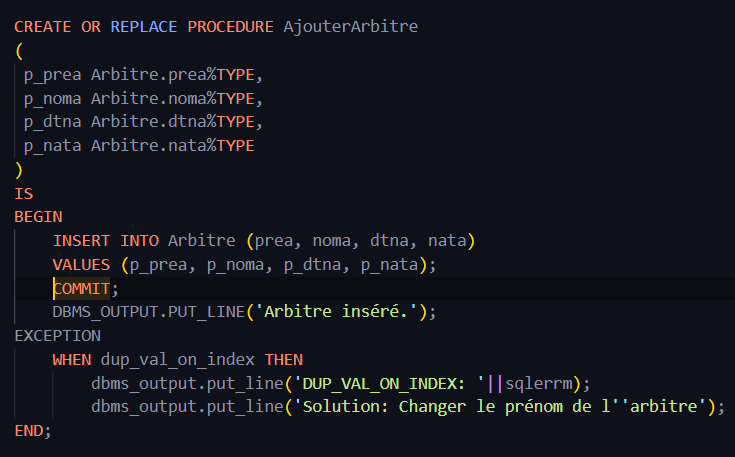 CREATE OR REPLACE PROCEDURE AjouterArbitre
(
p_prea Arbitre.prea%TYPE,
p_noma Arbitre.noma%TYPE,
p_dtna Arbitre.dtna%TYPE,
p_nata Arbitre.nata%TYPE
)
IS
BEGIN
INSERT INTO Arbitre (prea, noma, dtna, nata)
VALUES (p_prea, p_noma, p_dtna, p_nata);
COMMIT;
DBMS_OUTPUT.PUT_LINE('Arbitre inséré.');
EXCEPTION
WHEN dup_val_on_index THEN
dbms_output.put_line('DUP_VAL_ON_INDEX: '||sqlerrm);
dbms_output.put_line('Solution: Changer le prénom de l''arbitre');
END;